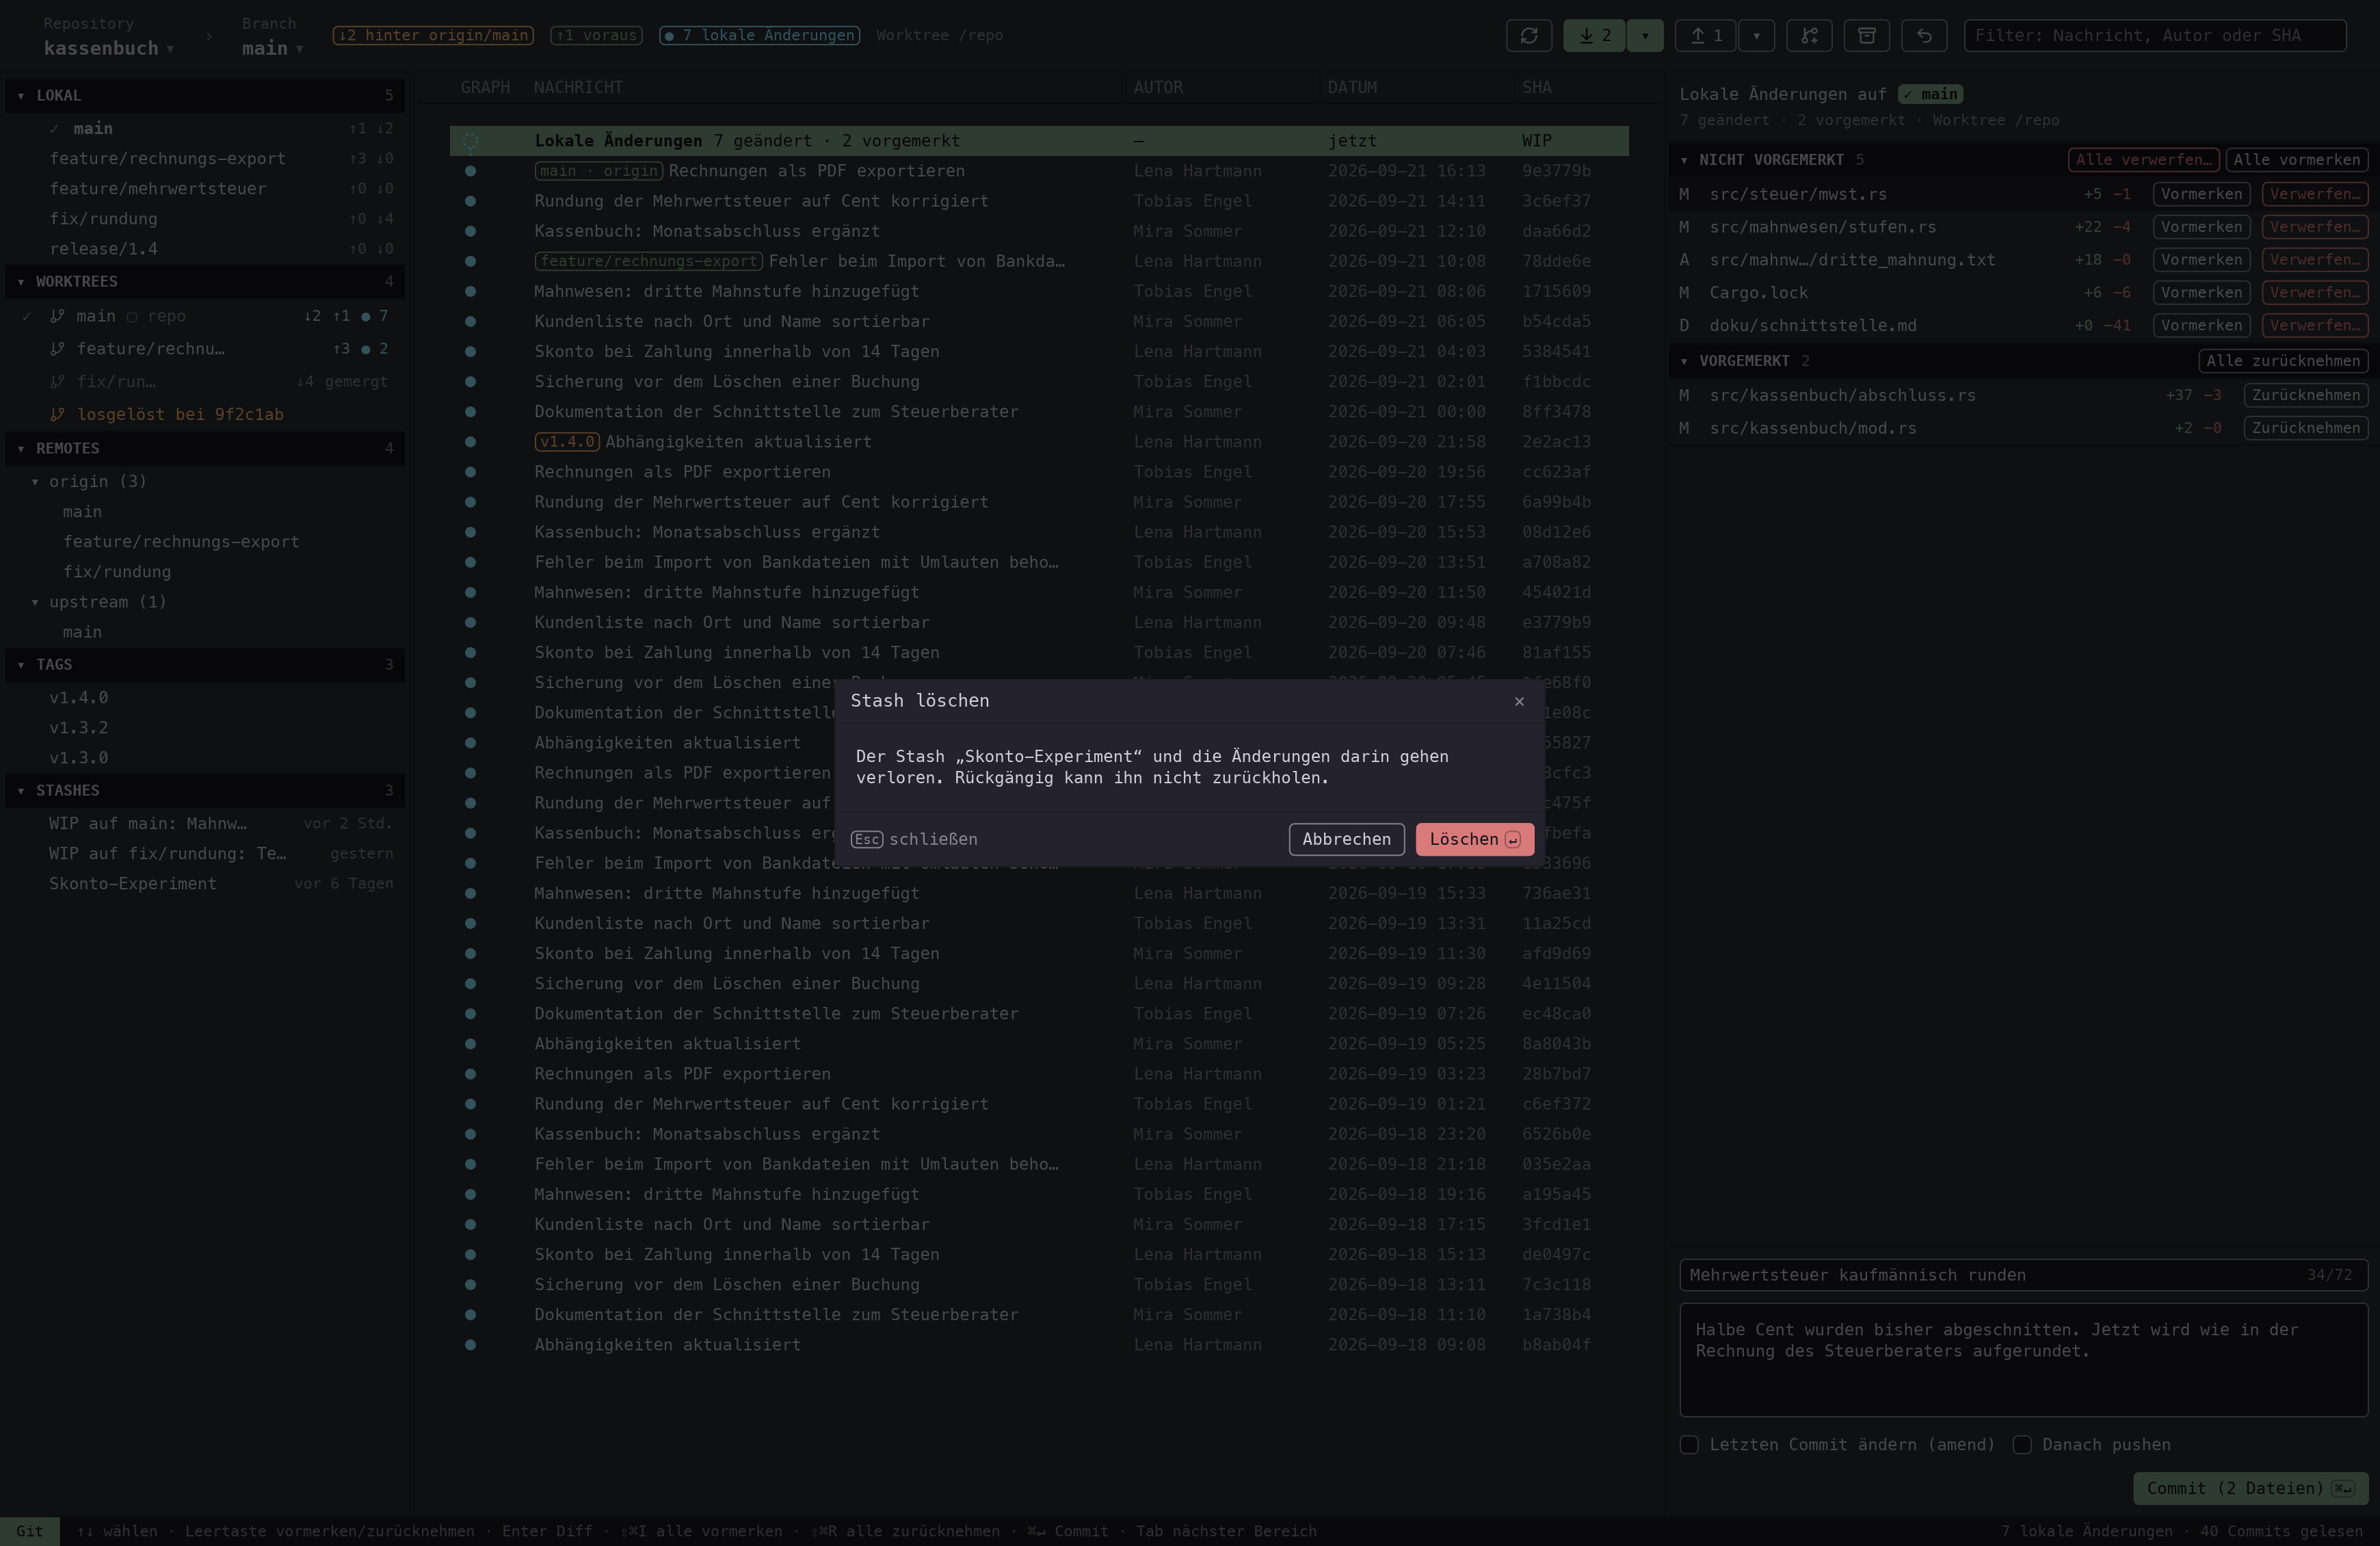 Repository
kassenbuch ▾
›
Branch
main ▾
↓2 hinter origin/main
↑1 voraus
● 7 lokale Änderungen
Worktree /repo
2 ▾
1 ▾
Filter: Nachricht, Autor oder SHA
▾ LOKAL 5
✓ main ↑1 ↓2
feature/rechnungs-export ↑3 ↓0
feature/mehrwertsteuer ↑0 ↓0
fix/rundung ↑0 ↓4
release/1.4 ↑0 ↓0
▾ WORKTREES 4
✓ main ▢ repo ↓2 ↑1 ● 7
feature/rechnu… ↑3 ● 2
fix/run… ↓4 gemergt
losgelöst bei 9f2c1ab
▾ REMOTES 4
▾ origin (3)
main
feature/rechnungs-export
fix/rundung
▾ upstream (1)
main
▾ TAGS 3
v1.4.0
v1.3.2
v1.3.0
▾ STASHES 3
WIP auf main: Mahnw… vor 2 Std.
WIP auf fix/rundung: Te… gestern
Skonto-Experiment vor 6 Tagen
GRAPH NACHRICHT AUTOR DATUM SHA
Lokale Änderungen 7 geändert · 2 vorgemerkt — jetzt WIP
main · origin Rechnungen als PDF exportieren Lena Hartmann 2026-09-21 16:13 9e3779b
Rundung der Mehrwertsteuer auf Cent korrigiert Tobias Engel 2026-09-21 14:11 3c6ef37
Kassenbuch: Monatsabschluss ergänzt Mira Sommer 2026-09-21 12:10 daa66d2
feature/rechnungs-export Fehler beim Import von Bankda… Lena Hartmann 2026-09-21 10:08 78dde6e
Mahnwesen: dritte Mahnstufe hinzugefügt Tobias Engel 2026-09-21 08:06 1715609
Kundenliste nach Ort und Name sortierbar Mira Sommer 2026-09-21 06:05 b54cda5
Skonto bei Zahlung innerhalb von 14 Tagen Lena Hartmann 2026-09-21 04:03 5384541
Sicherung vor dem Löschen einer Buchung Tobias Engel 2026-09-21 02:01 f1bbcdc
Dokumentation der Schnittstelle zum Steuerberater Mira Sommer 2026-09-21 00:00 8ff3478
v1.4.0 Abhängigkeiten aktualisiert Lena Hartmann 2026-09-20 21:58 2e2ac13
Rechnungen als PDF exportieren Tobias Engel 2026-09-20 19:56 cc623af
Rundung der Mehrwertsteuer auf Cent korrigiert Mira Sommer 2026-09-20 17:55 6a99b4b
Kassenbuch: Monatsabschluss ergänzt Lena Hartmann 2026-09-20 15:53 08d12e6
Fehler beim Import von Bankdateien mit Umlauten beho… Tobias Engel 2026-09-20 13:51 a708a82
Mahnwesen: dritte Mahnstufe hinzugefügt Mira Sommer 2026-09-20 11:50 454021d
Kundenliste nach Ort und Name sortierbar Lena Hartmann 2026-09-20 09:48 e3779b9
Skonto bei Zahlung innerhalb von 14 Tagen Tobias Engel 2026-09-20 07:46 81af155
Sicherung vor dem Löschen einer
Dokumentation der Schnittstelle
Abhängigkeiten aktualisiert
Rechnungen als PDF exportieren
Rundung der Mehrwertsteuer auf
Kassenbuch: Monatsabschluss
Fehler beim Import von
Mahnwesen: dritte Mahnstufe hinzugefügt Lena Hartmann 2026-09-19 15:33 736ae31
Kundenliste nach Ort und Name sortierbar Tobias Engel 2026-09-19 13:31 11a25cd
Skonto bei Zahlung innerhalb von 14 Tagen Mira Sommer 2026-09-19 11:30 afd9d69
Sicherung vor dem Löschen einer Buchung Lena Hartmann 2026-09-19 09:28 4e11504
Dokumentation der Schnittstelle zum Steuerberater Tobias Engel 2026-09-19 07:26 ec48ca0
Abhängigkeiten aktualisiert Mira Sommer 2026-09-19 05:25 8a8043b
Rechnungen als PDF exportieren Lena Hartmann 2026-09-19 03:23 28b7bd7
Rundung der Mehrwertsteuer auf Cent korrigiert Tobias Engel 2026-09-19 01:21 c6ef372
Kassenbuch: Monatsabschluss ergänzt Mira Sommer 2026-09-18 23:20 6526b0e
Fehler beim Import von Bankdateien mit Umlauten beho… Lena Hartmann 2026-09-18 21:18 035e2aa
Mahnwesen: dritte Mahnstufe hinzugefügt Tobias Engel 2026-09-18 19:16 a195a45
Kundenliste nach Ort und Name sortierbar Mira Sommer 2026-09-18 17:15 3fcd1e1
Skonto bei Zahlung innerhalb von 14 Tagen Lena Hartmann 2026-09-18 15:13 de0497c
Sicherung vor dem Löschen einer Buchung Tobias Engel 2026-09-18 13:11 7c3c118
Dokumentation der Schnittstelle zum Steuerberater Mira Sommer 2026-09-18 11:10 1a738b4
Abhängigkeiten aktualisiert Lena Hartmann 2026-09-18 09:08 b8ab04f
Stash löschen ×
Der Stash „Skonto-Experiment“ und die Änderungen darin gehen
verloren. Rückgängig kann ihn nicht zurückholen.
Esc schließen Abbrechen Löschen ↵
Lokale Änderungen auf ✓ main
7 geändert · 2 vorgemerkt · Worktree /repo
▾ NICHT VORGEMERKT 5 Alle verwerfen… Alle vormerken
M src/steuer/mwst.rs +5 −1 Vormerken Verwerfen…
M src/mahnwesen/stufen.rs +22 −4 Vormerken Verwerfen…
A src/mahnw…/dritte_mahnung.txt +18 −0 Vormerken Verwerfen…
M Cargo.lock +6 −6 Vormerken Verwerfen…
D doku/schnittstelle.md +0 −41 Vormerken Verwerfen…
▾ VORGEMERKT 2 Alle zurücknehmen
M src/kassenbuch/abschluss.rs +37 −3 Zurücknehmen
M src/kassenbuch/mod.rs +2 −0 Zurücknehmen
Mehrwertsteuer kaufmännisch runden 34/72
Halbe Cent wurden bisher abgeschnitten. Jetzt wird wie in der
Rechnung des Steuerberaters aufgerundet.
Letzten Commit ändern (amend) Danach pushen
Commit (2 Dateien) ⌘↵
Git ↑↓ wählen · Leertaste vormerken/zurücknehmen · Enter Diff · ⇧⌘I alle vormerken · ⇧⌘R alle zurücknehmen · ⌘↵ Commit · Tab nächster Bereich
7 lokale Änderungen · 40 Commits gelesen